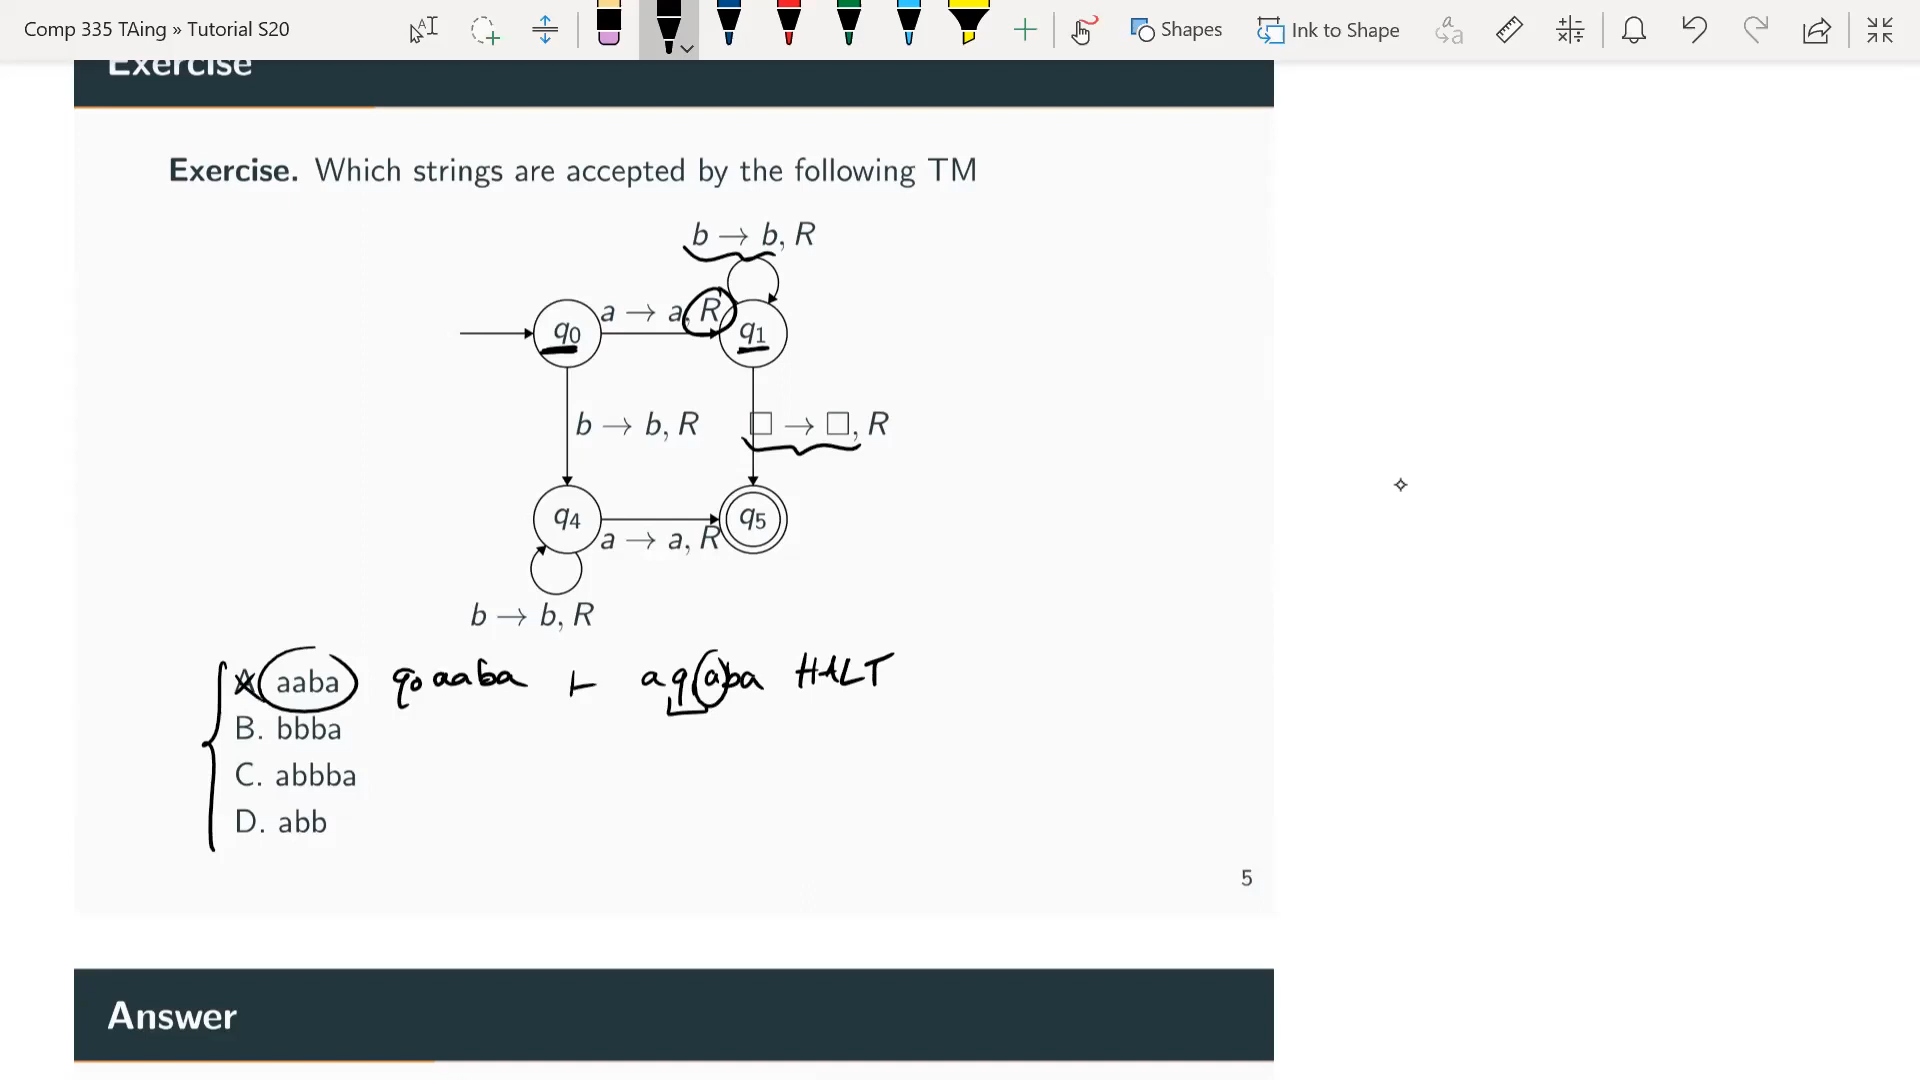 Comp 335 TAing » Tutorial S20
Shapes
Ink to Shape
Exercise
Exercise. Which strings are accepted by the following TM
b → b, R
q0
a → a, R
q1
b → b, R
□ → □, R
q4
a → a, R
q5
b → b, R
aaba q0 aaba ⊢ a q a ba HALT
B. bbba
C. abbba
D. abb
5
Answer